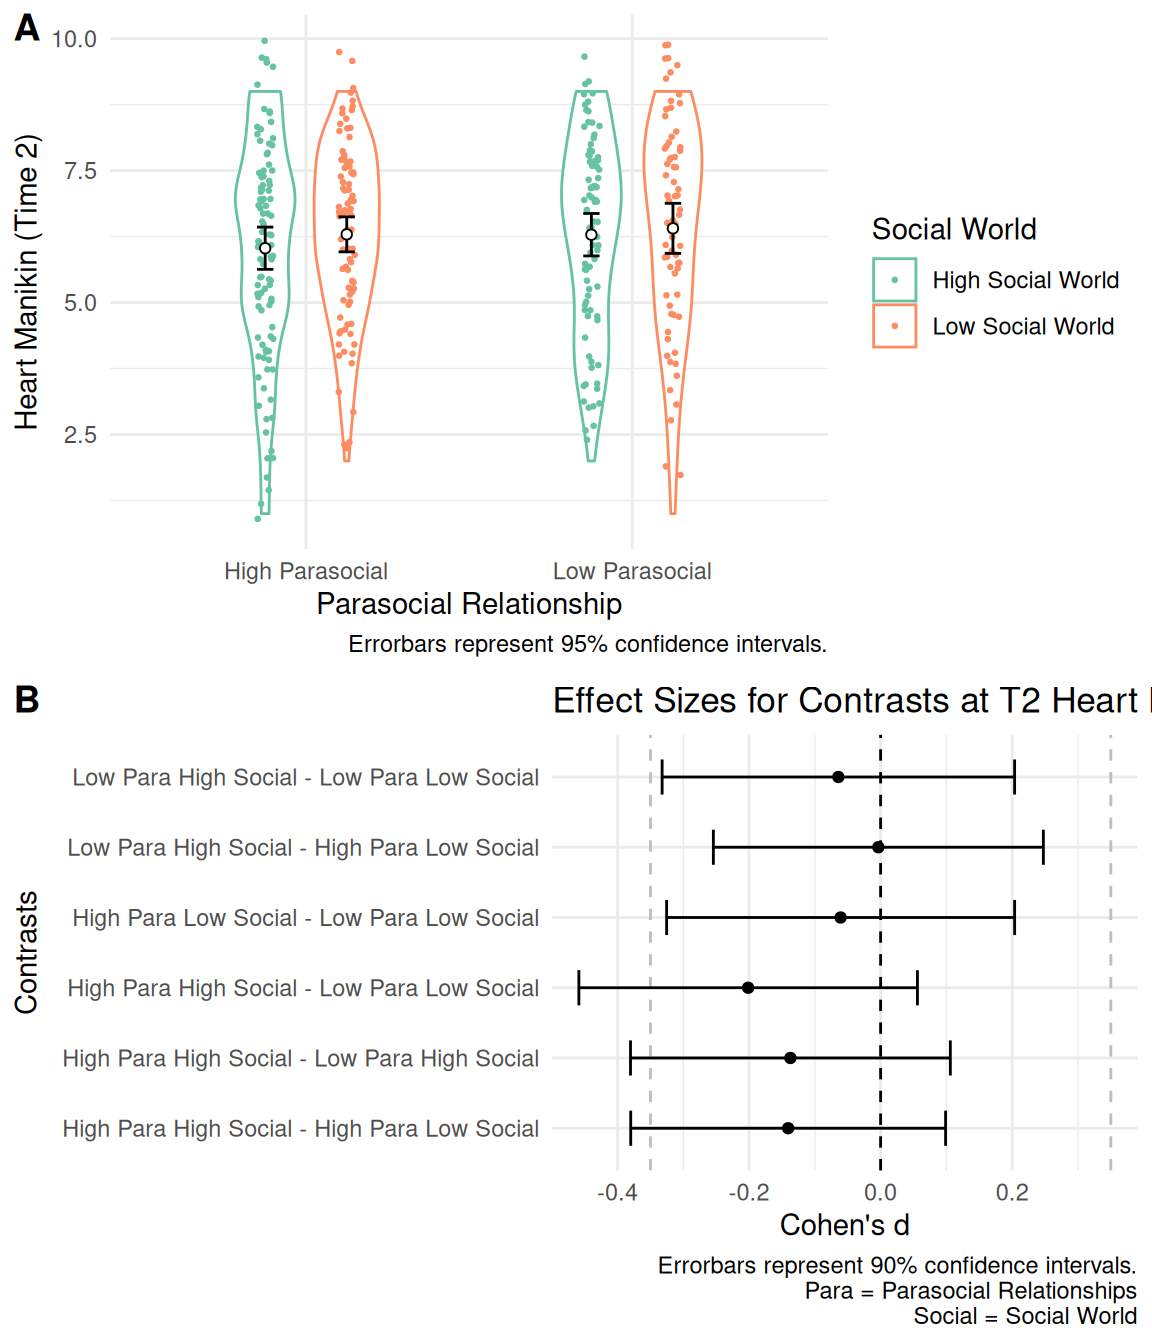 A
10.0
7.5
5.0
2.5
Heart Manikin (Time 2)
High Parasocial
Low Parasocial
Parasocial Relationship
Errorbars represent 95% confidence intervals.
Social World
High Social World
Low Social World
B
Effect Sizes for Contrasts at T2 Heart
Contrasts
Low Para High Social - Low Para Low Social
Low Para High Social - High Para Low Social
High Para Low Social - Low Para Low Social
High Para High Social - Low Para Low Social
High Para High Social - Low Para High Social
High Para High Social - High Para Low Social
-0.4
-0.2
0.0
0.2
Cohen's d
Errorbars represent 90% confidence intervals.
Para = Parasocial Relationships
Social = Social World